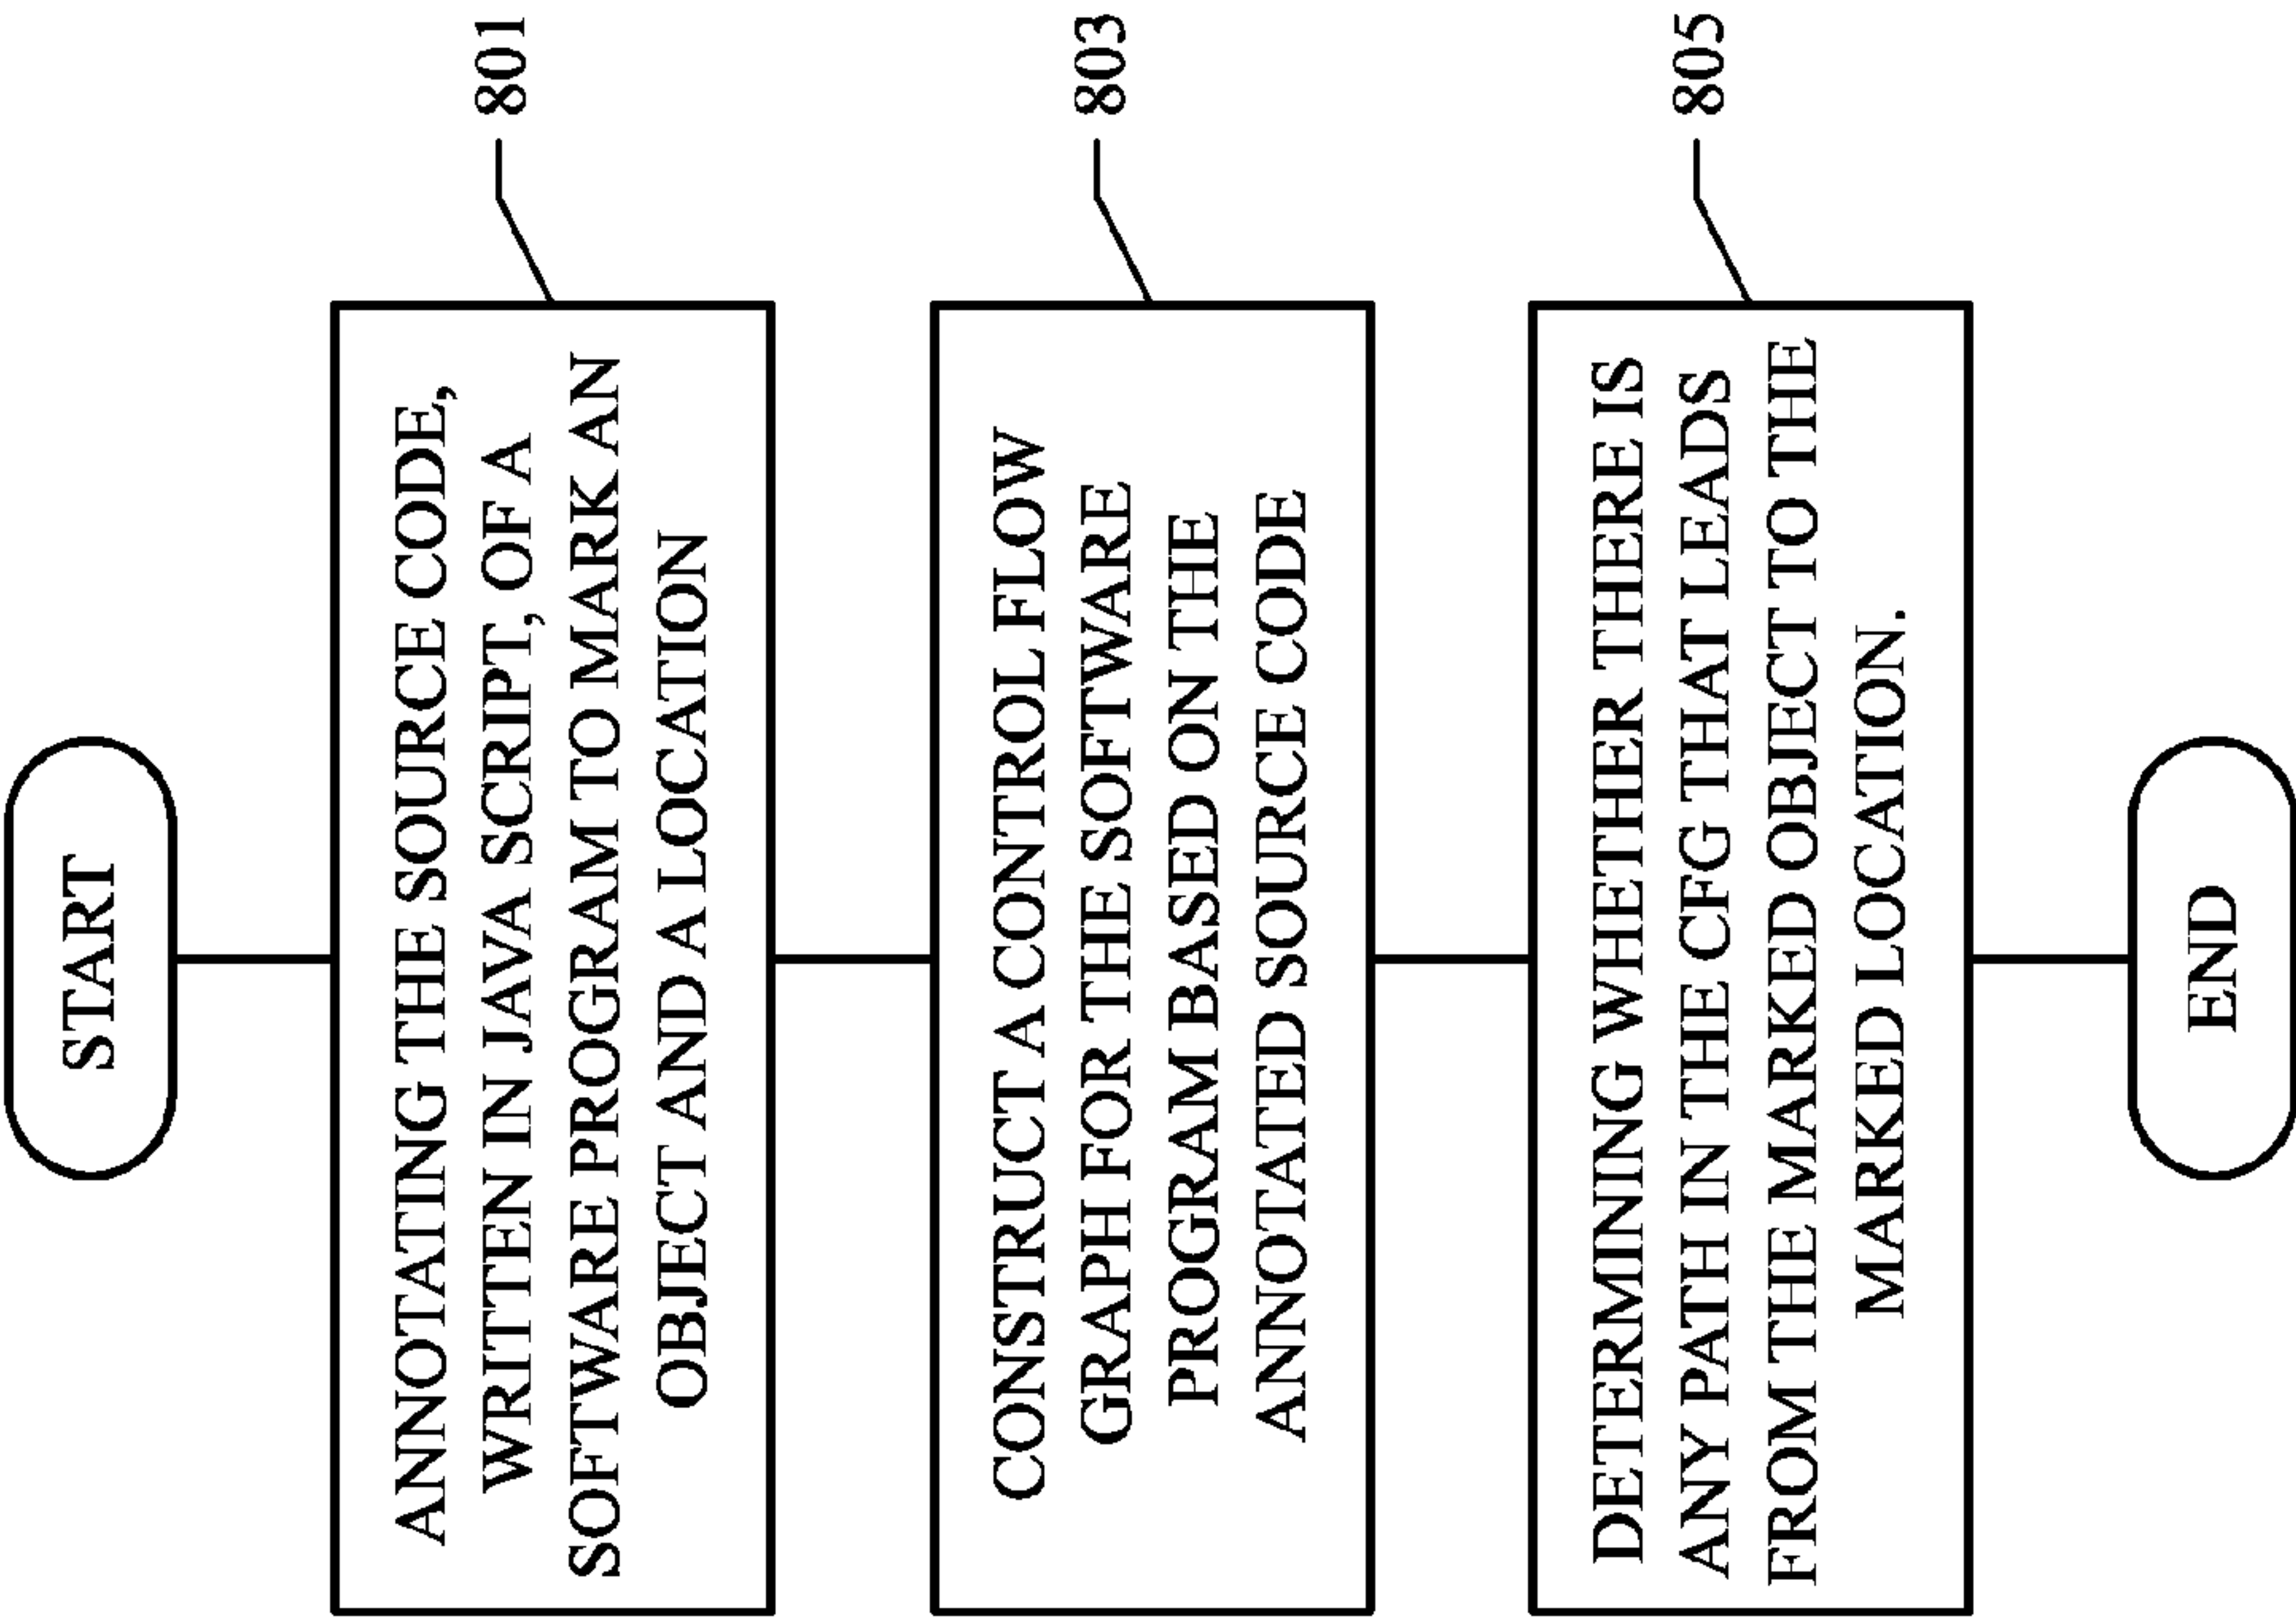 START
801
ANNOTATING THE SOURCE CODE,
WRITTEN IN JAVA SCRIPT, OF A
SOFTWARE PROGRAM TO MARK AN
OBJECT AND A LOCATION
803
CONSTRUCT A CONTROL FLOW
GRAPH FOR THE SOFTWARE
PROGRAM BASED ON THE
ANNOTATED SOURCE CODE
805
DETERMINING WHETHER THERE IS
ANY PATH IN THE CFG THAT LEADS
FROM THE MARKED OBJECT TO THE
MARKED LOCATION.
END